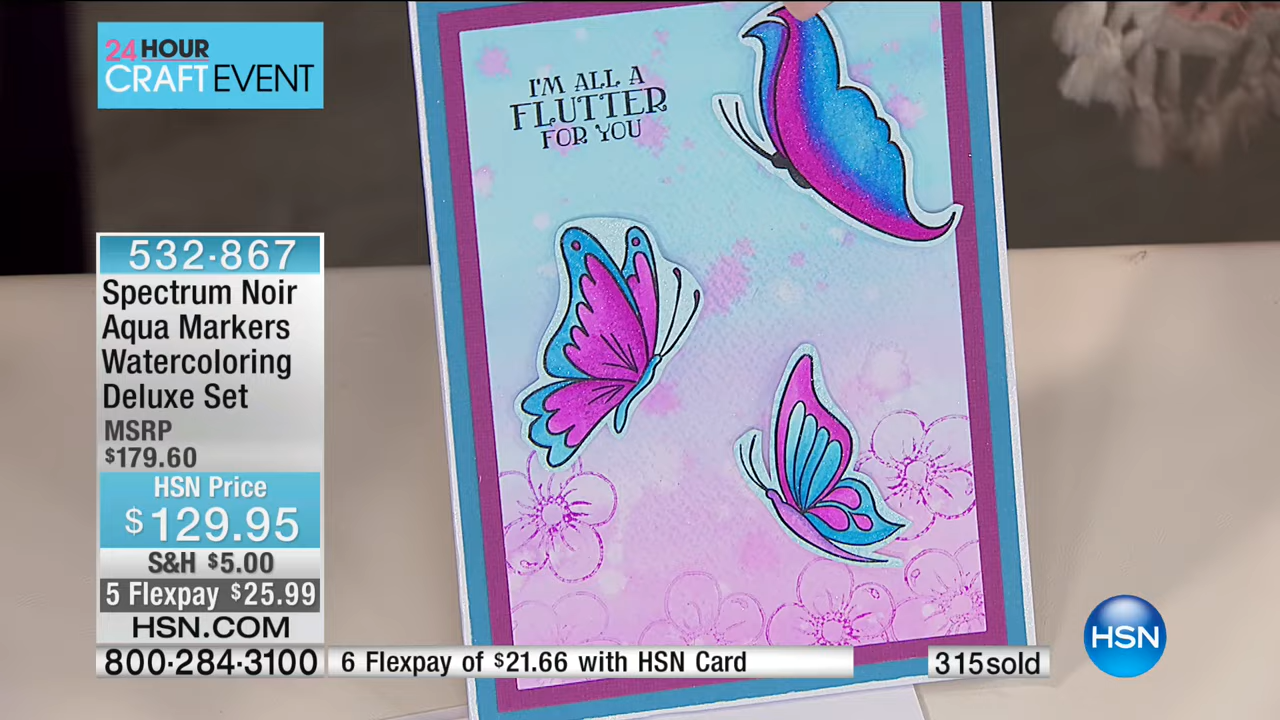 24 HOUR
CRAFT EVENT
I'M ALL A
FLUTTER
FOR YOU
532·867
Spectrum Noir
Aqua Markers
Watercoloring
Deluxe Set
MSRP
$179.60
HSN Price
$129.95
S&H $5.00
5 Flexpay $25.99
HSN.COM
800·284·3100
6 Flexpay of $21.66 with HSN Card
315sold
HSN